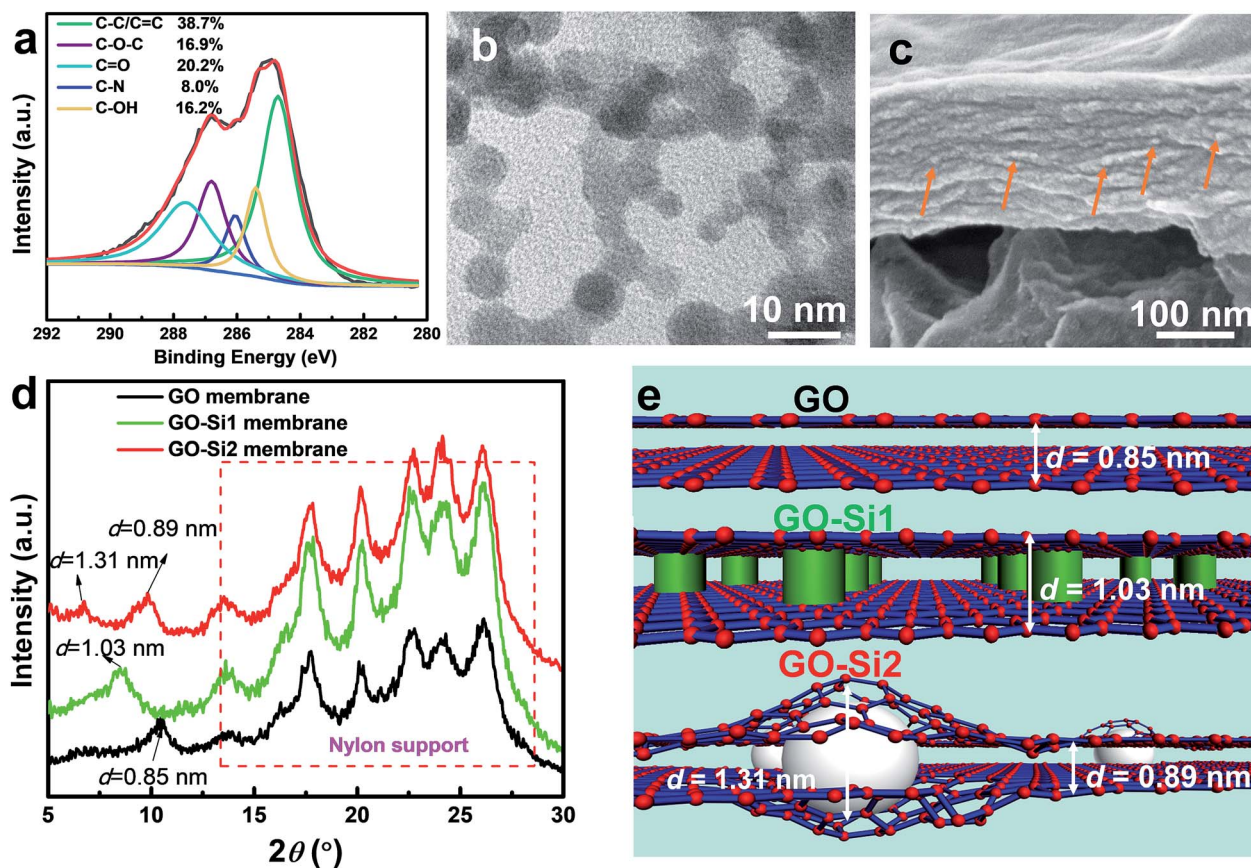 a
C-C/C=C 38.7%
C-O-C 16.9%
C=O 20.2%
C-N 8.0%
C-OH 16.2%
Intensity (a.u.)
292 290 288 286 284 282 280
Binding Energy (eV)
b
10 nm
c
100 nm
d
GO membrane
GO-Si1 membrane
GO-Si2 membrane
d=0.89 nm
d=1.31 nm
d=1.03 nm
d=0.85 nm
Nylon support
Intensity (a.u.)
5 10 15 20 25 30
2θ (°)
e
GO
d = 0.85 nm
GO-Si1
d = 1.03 nm
GO-Si2
d = 1.31 nm
d = 0.89 nm